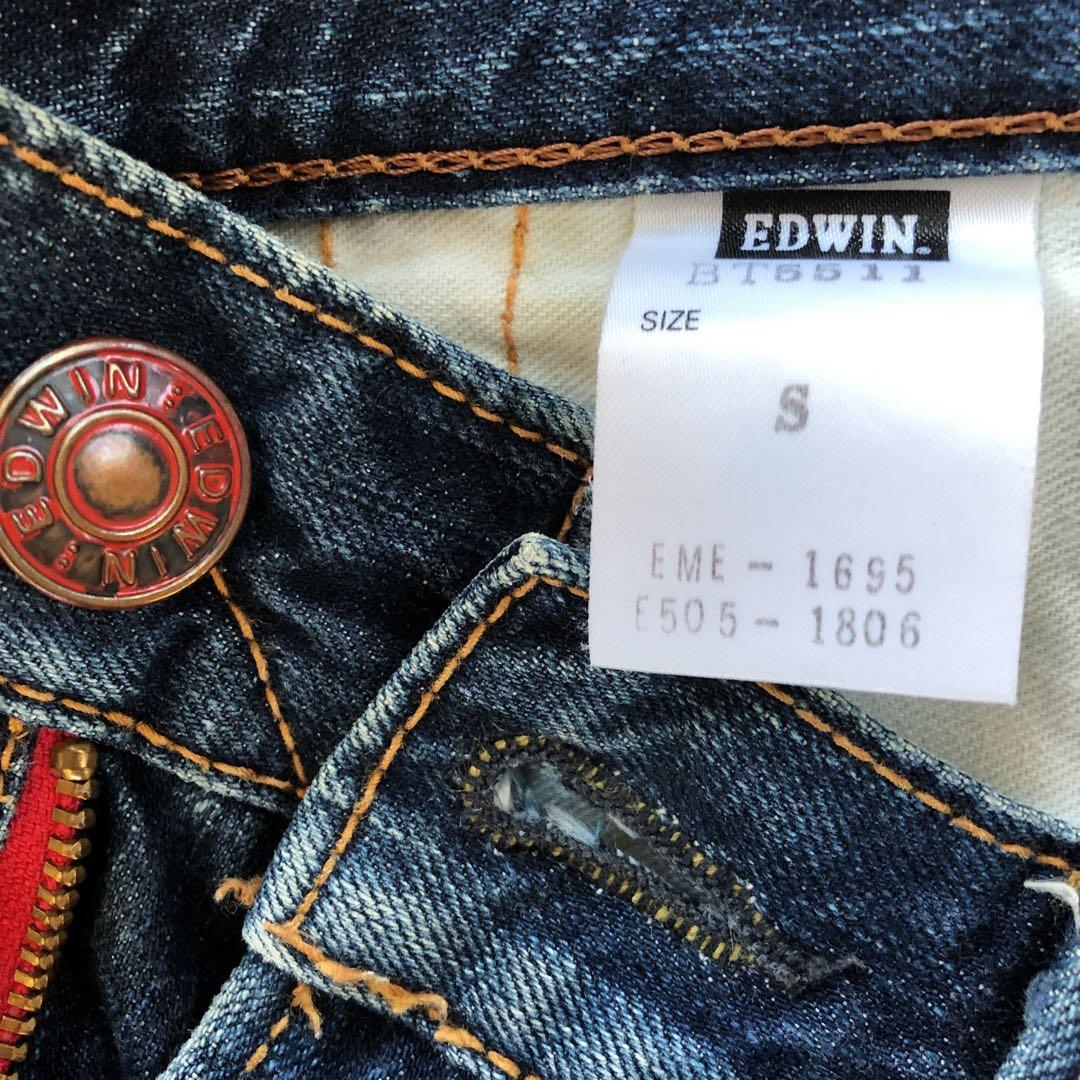 EDWIN.
BT5511
SIZE
S
EME - 1695
E505 - 1806
EDWIN : EDWIN : EDWIN :